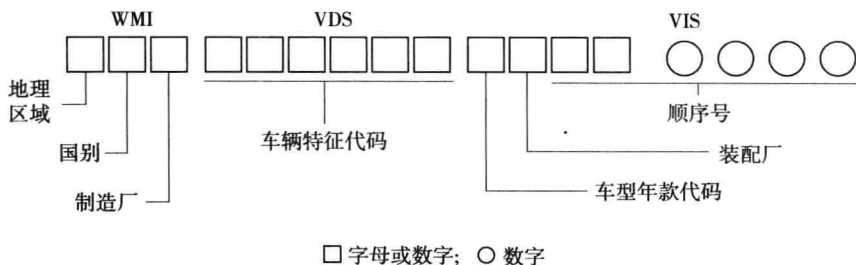 WMI VDS VIS
地理
区域
顺序号
国别
车辆特征代码
装配厂
制造厂
车型年款代码
□ 字母或数字; ○ 数字